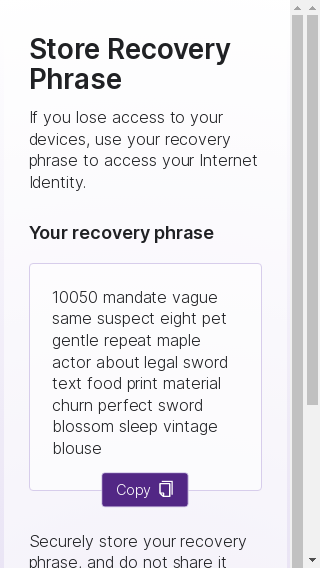 Store Recovery
Phrase
If you lose access to your
devices, use your recovery
phrase to access your Internet
Identity.
Your recovery phrase
10050 mandate vague
same suspect eight pet
gentle repeat maple
actor about legal sword
text food print material
churn perfect sword
blossom sleep vintage
blouse
Copy
Securely store your recovery
phrase, and do not share it